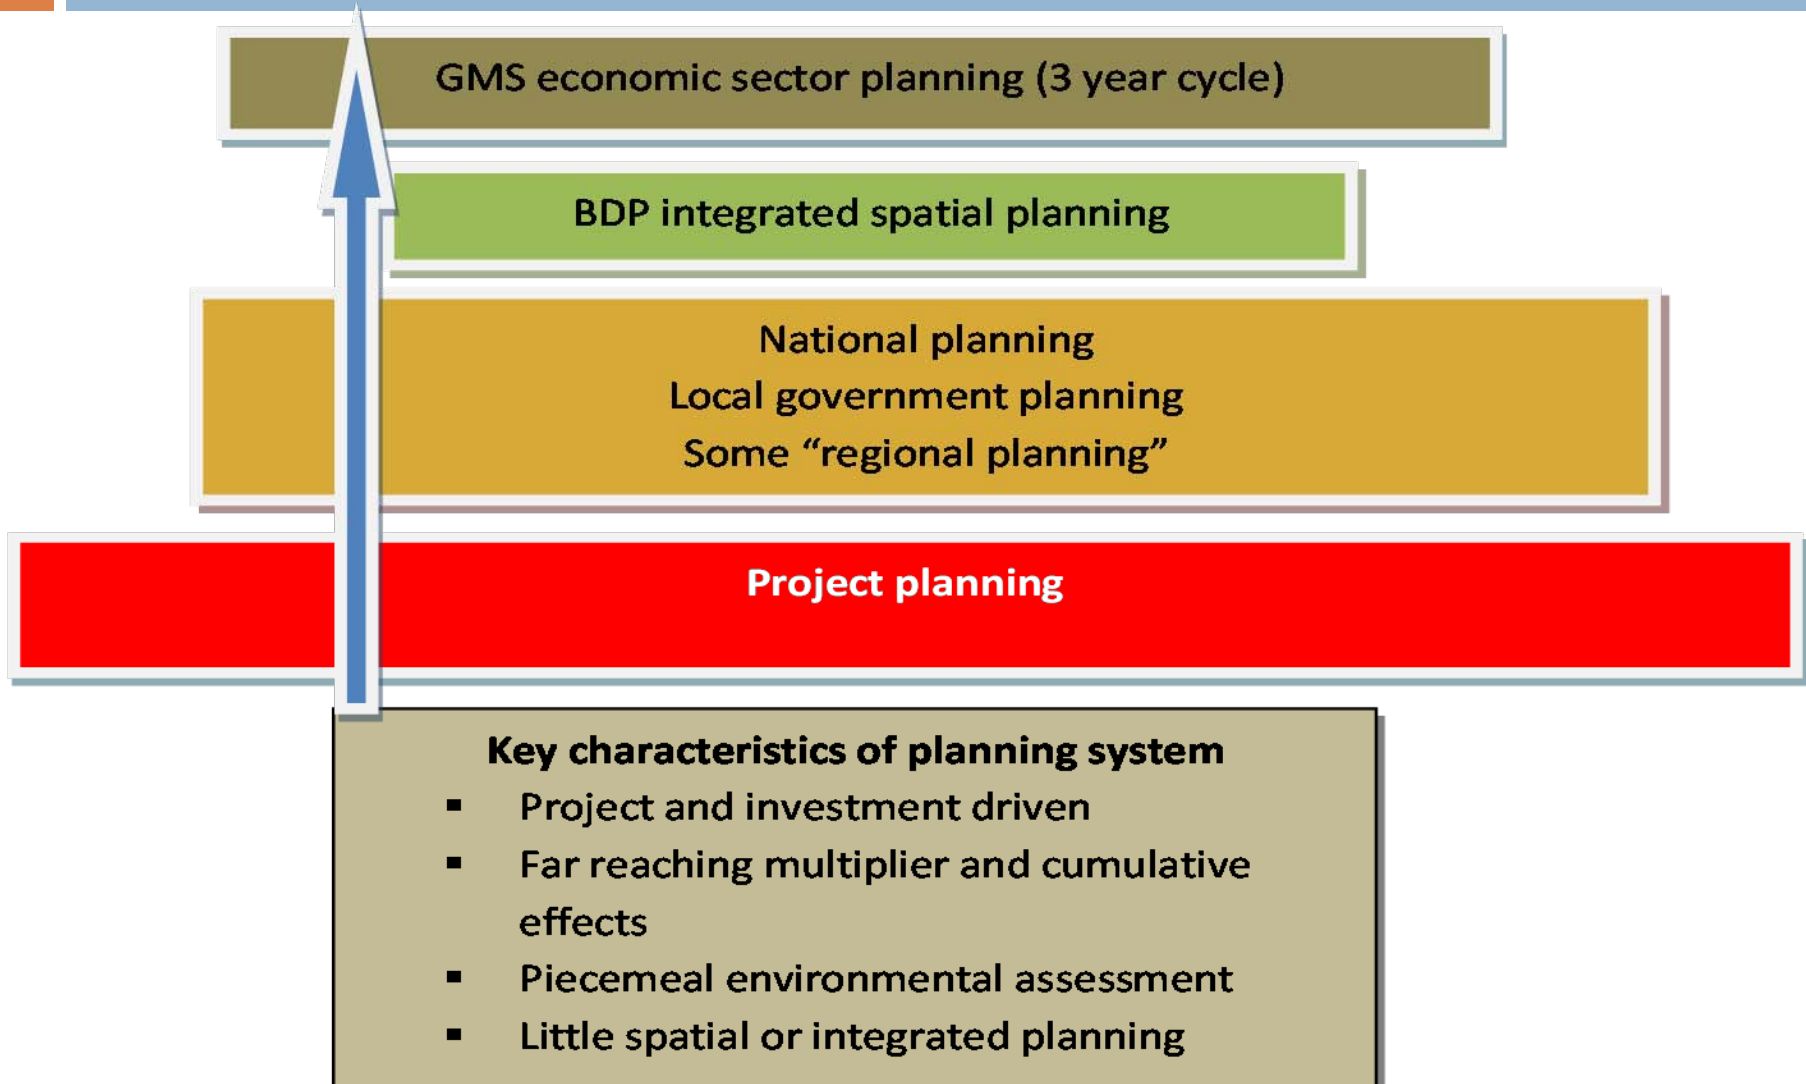 GMS economic sector planning (3 year cycle)
BDP integrated spatial planning
National planning
Local government planning
Some “regional planning”
Project planning
Key characteristics of planning system
▪ Project and investment driven
▪ Far reaching multiplier and cumulative
effects
▪ Piecemeal environmental assessment
▪ Little spatial or integrated planning